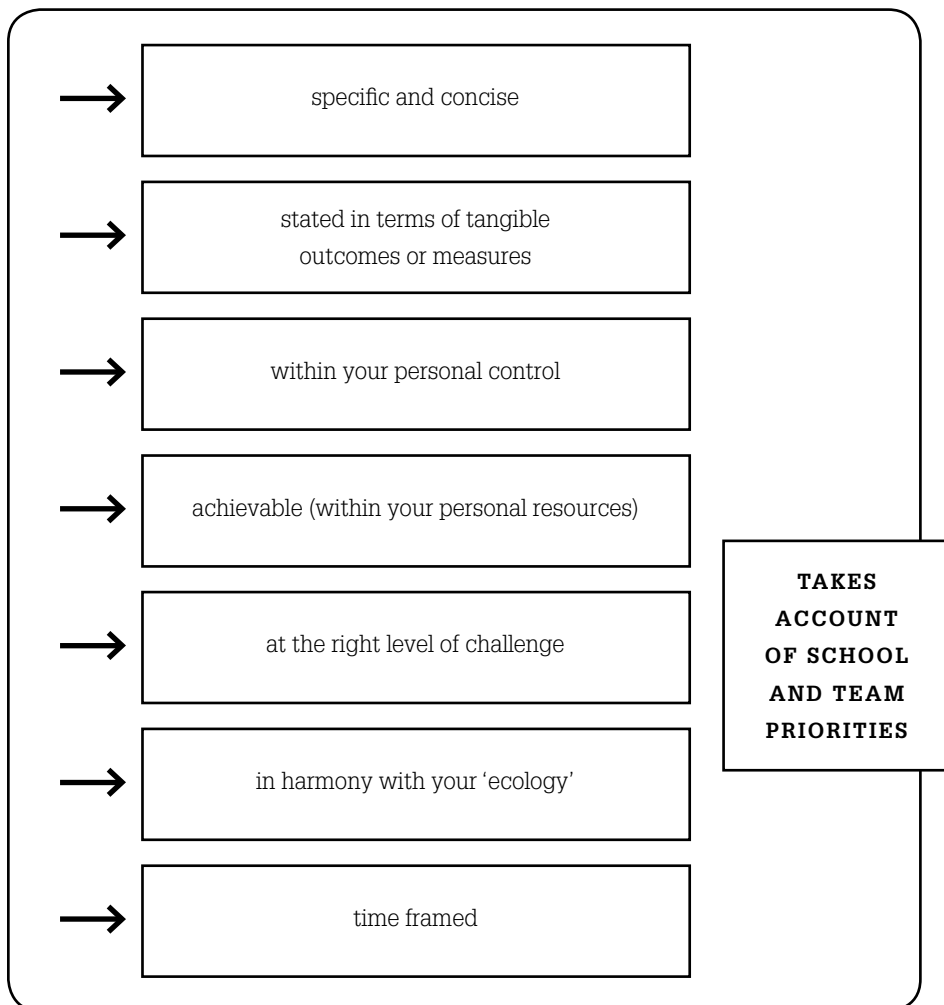 specific and concise
stated in terms of tangible
outcomes or measures
within your personal control
achievable (within your personal resources)
at the right level of challenge
in harmony with your ‘ecology’
time framed
TAKES
ACCOUNT
OF SCHOOL
AND TEAM
PRIORITIES